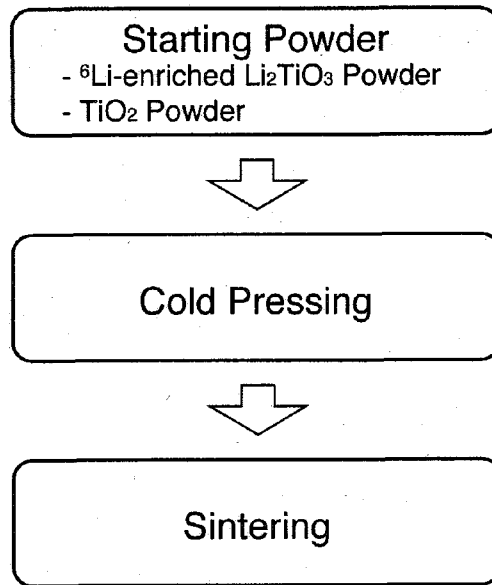 Starting Powder
- ⁶Li-enriched Li₂TiO₃ Powder
- TiO₂ Powder
Cold Pressing
Sintering